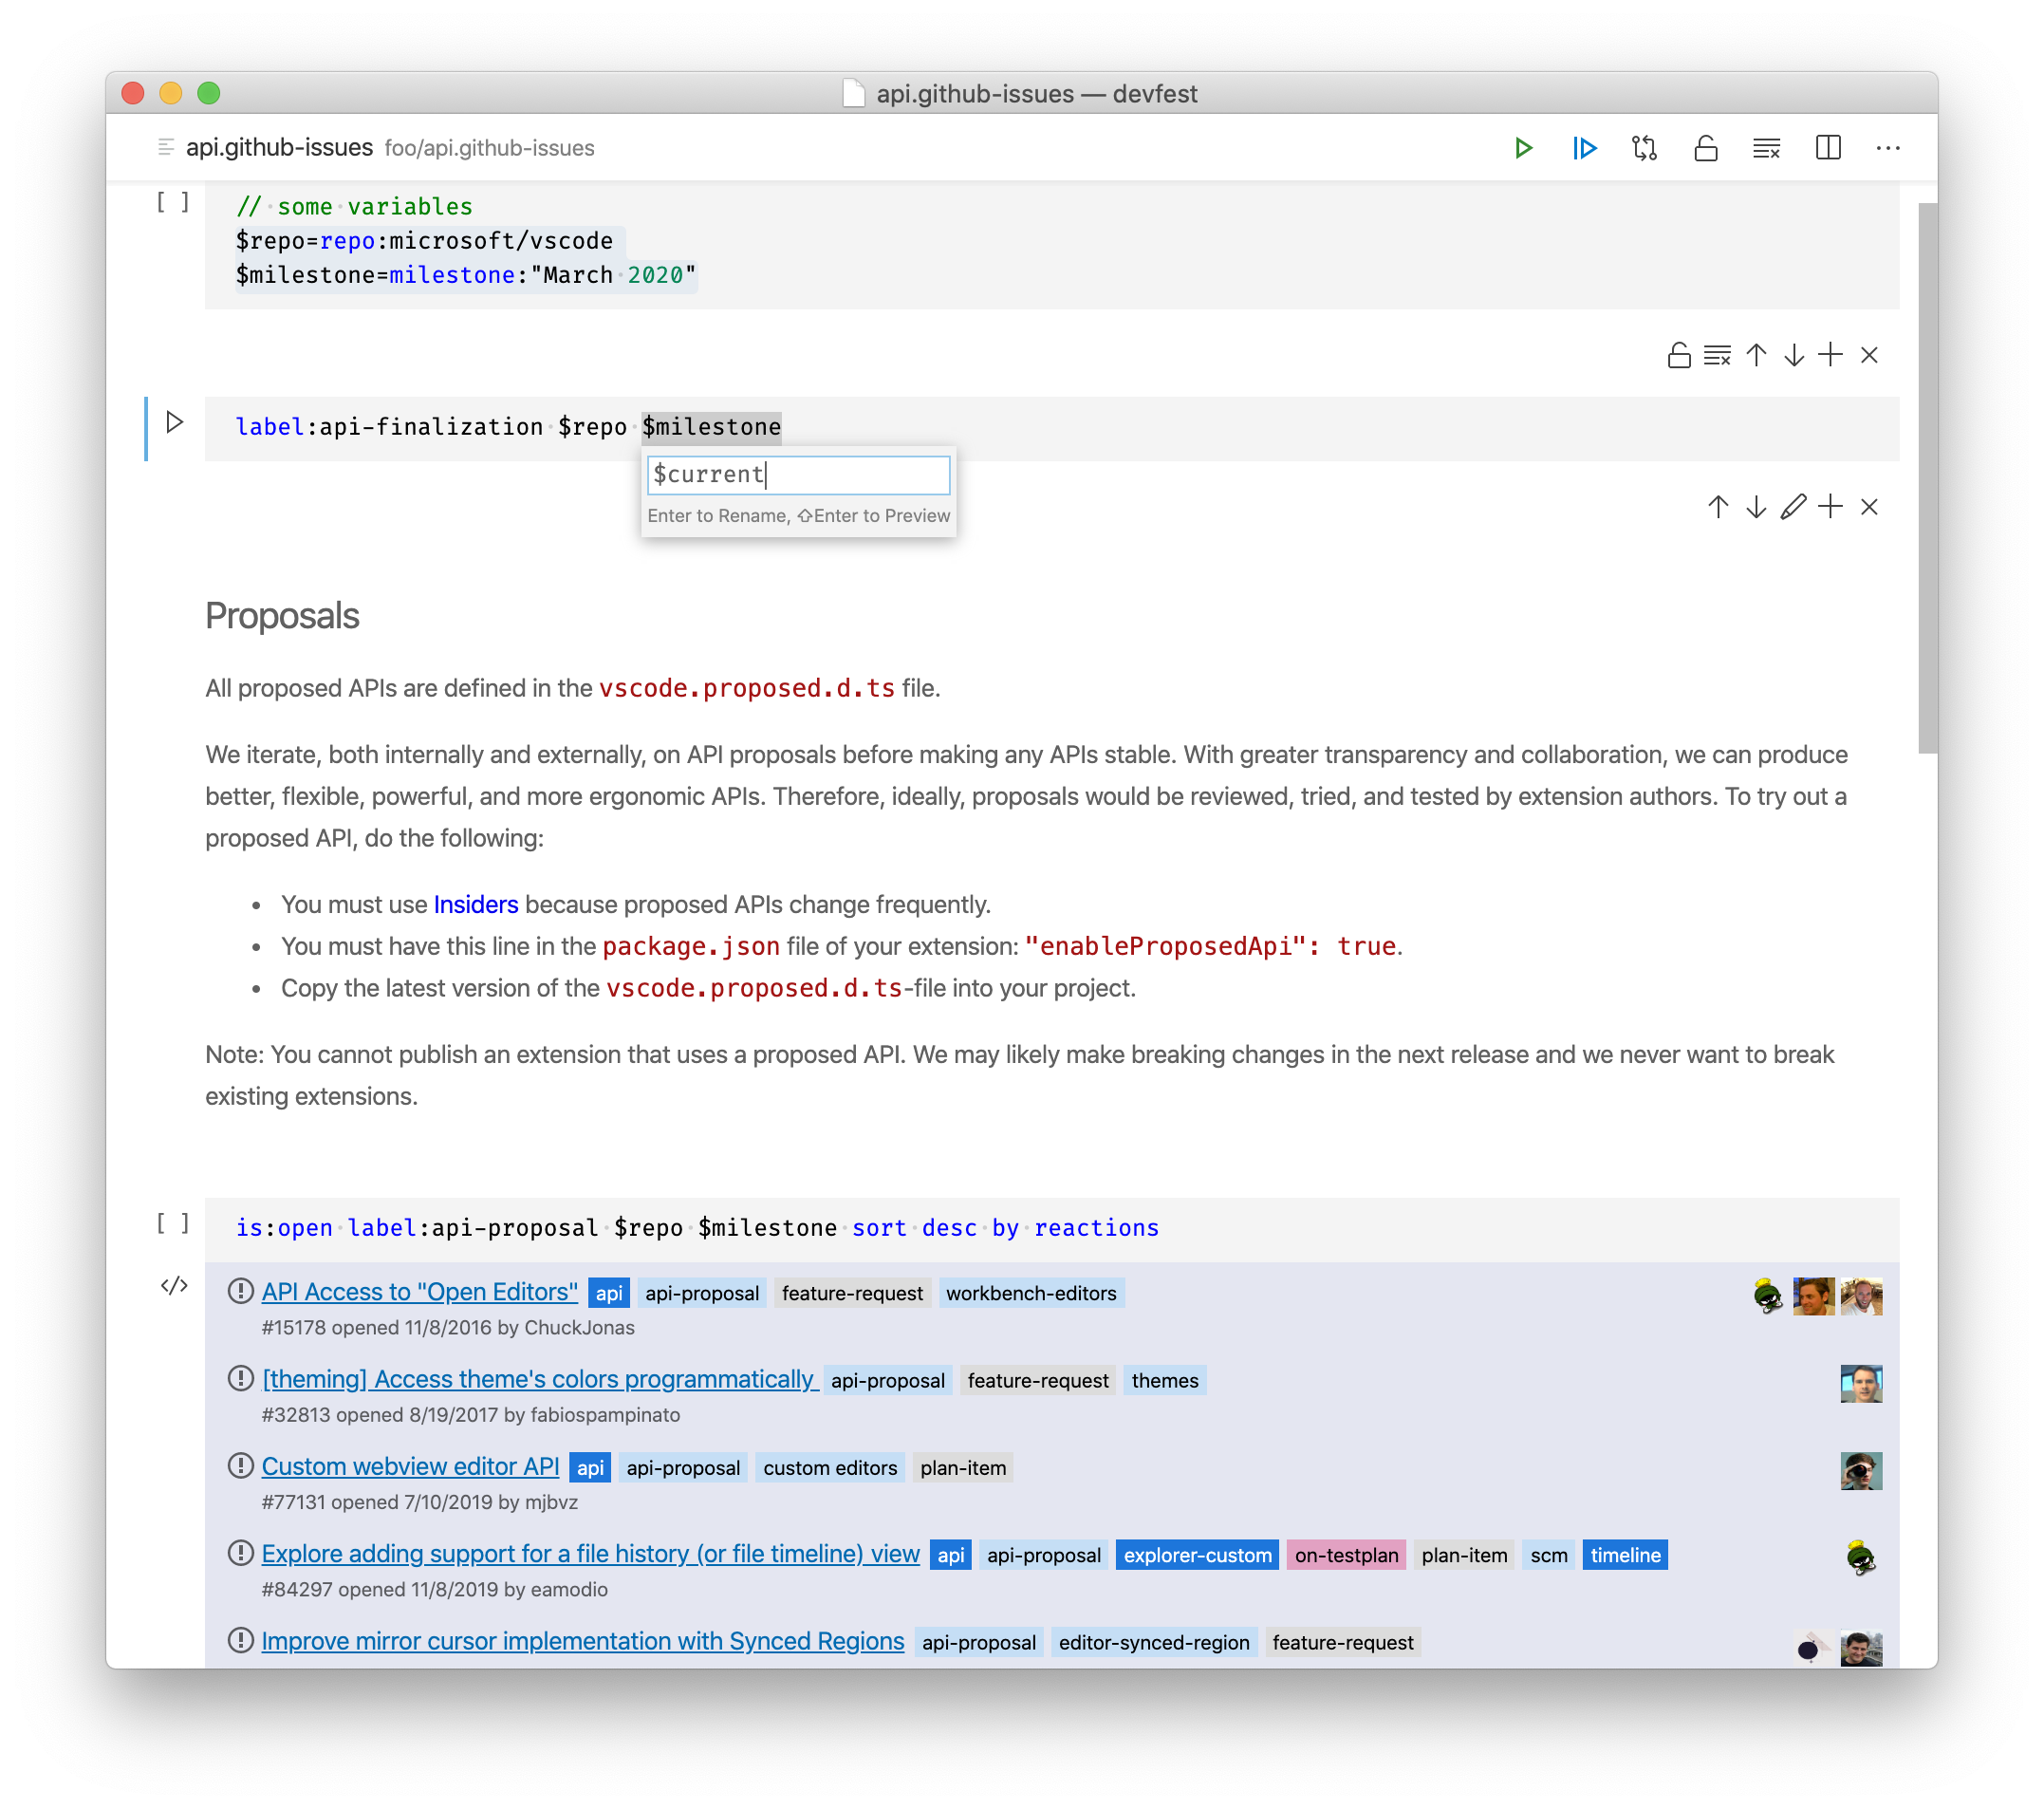 api.github-issues — devfest
api.github-issues foo/api.github-issues
[ ]
// some variables
$repo=repo:microsoft/vscode
$milestone=milestone:"March 2020"
label:api-finalization $repo $milestone
$current
Enter to Rename, ⇧Enter to Preview
Proposals
All proposed APIs are defined in the vscode.proposed.d.ts file.
We iterate, both internally and externally, on API proposals before making any APIs stable. With greater transparency and collaboration, we can produce
better, flexible, powerful, and more ergonomic APIs. Therefore, ideally, proposals would be reviewed, tried, and tested by extension authors. To try out a
proposed API, do the following:
• You must use Insiders because proposed APIs change frequently.
• You must have this line in the package.json file of your extension: "enableProposedApi": true.
• Copy the latest version of the vscode.proposed.d.ts-file into your project.
Note: You cannot publish an extension that uses a proposed API. We may likely make breaking changes in the next release and we never want to break
existing extensions.
[ ]
is:open label:api-proposal $repo $milestone sort desc by reactions
API Access to "Open Editors" api api-proposal feature-request workbench-editors
#15178 opened 11/8/2016 by ChuckJonas
[theming] Access theme's colors programmatically api-proposal feature-request themes
#32813 opened 8/19/2017 by fabiospampinato
Custom webview editor API api api-proposal custom editors plan-item
#77131 opened 7/10/2019 by mjbvz
Explore adding support for a file history (or file timeline) view api api-proposal explorer-custom on-testplan plan-item scm timeline
#84297 opened 11/8/2019 by eamodio
Improve mirror cursor implementation with Synced Regions api-proposal editor-synced-region feature-request